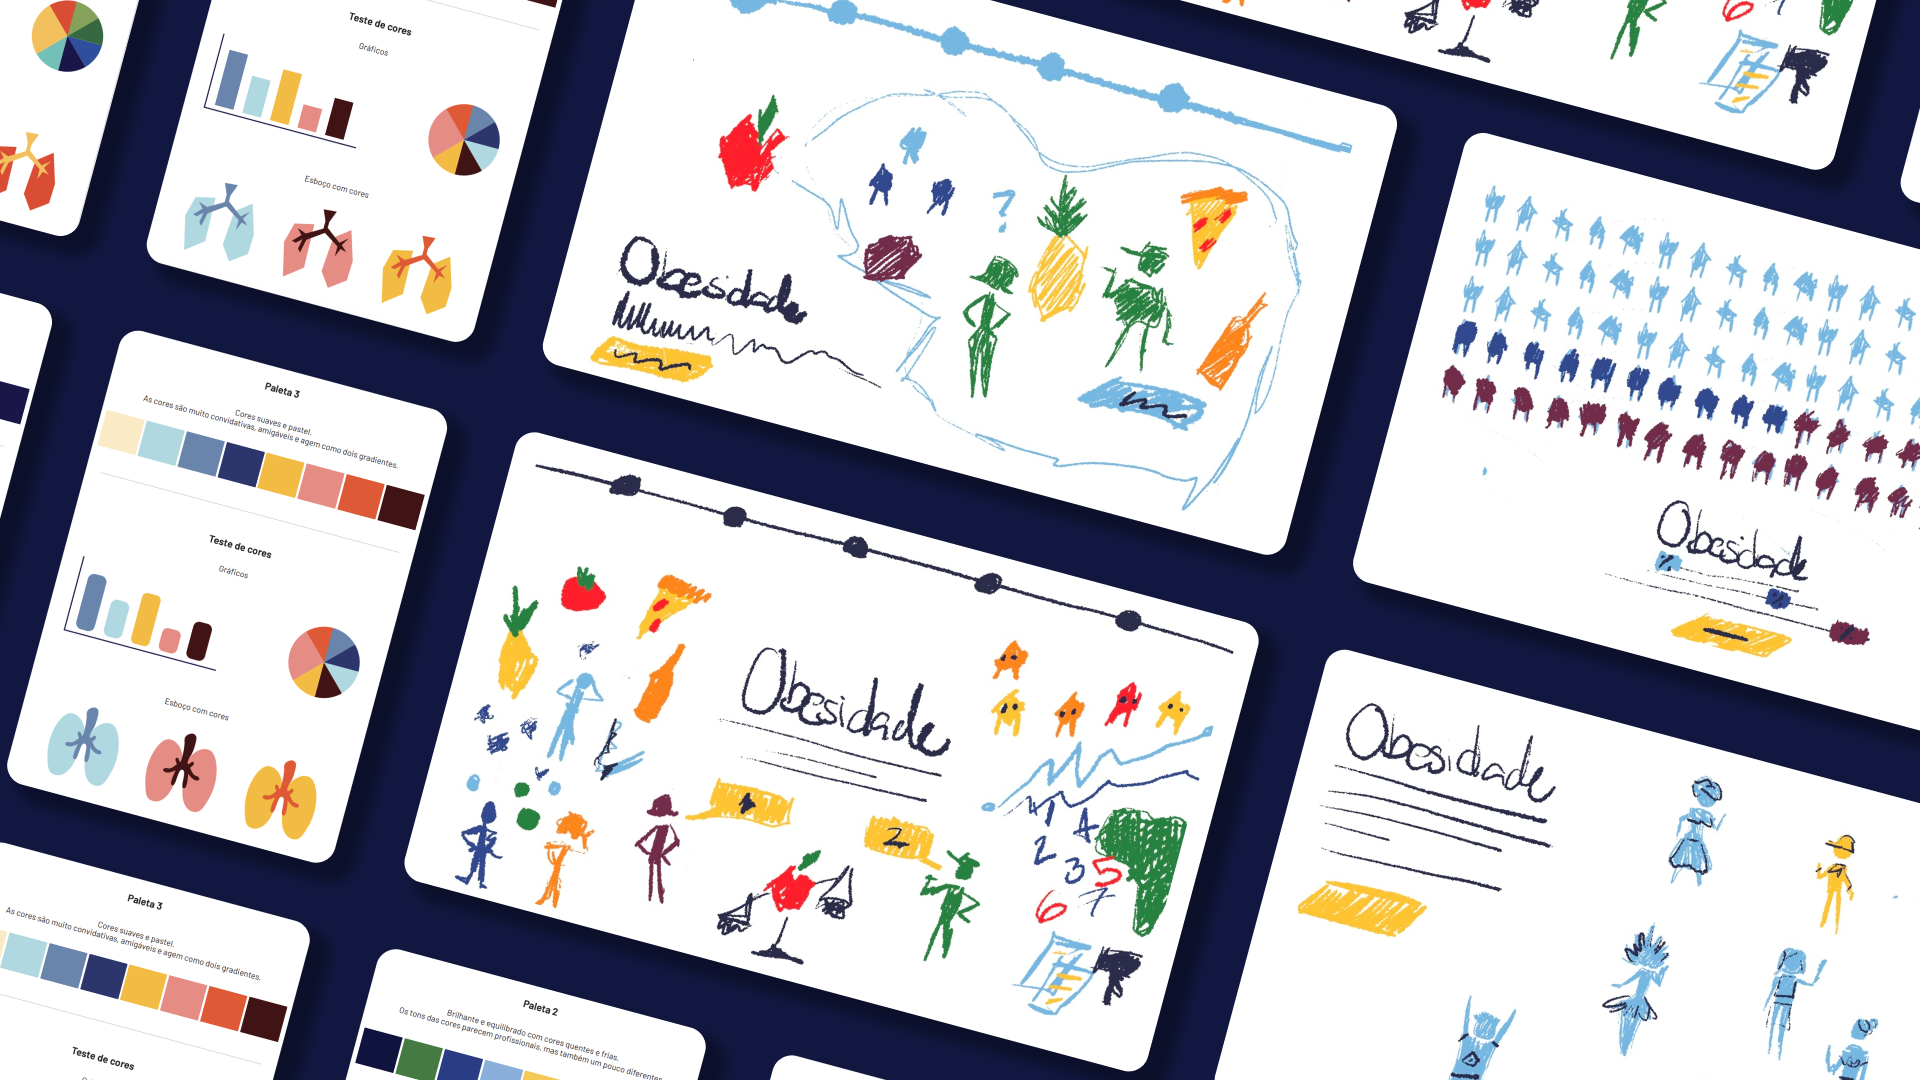 Teste de cores
Gráficos
Esboço com cores
Paleta 3
Cores suaves e pastel.
As cores são muito convidativas, amigáveis e agem como dois gradientes.
Teste de cores
Gráficos
Esboço com cores
Paleta 3
Cores suaves e pastel.
As cores são muito convidativas, amigáveis e agem como dois gradientes.
Teste de cores
Paleta 2
Brilhante e equilibrado com cores quentes e frias.
Os tons das cores parecem profissionais, mas também um pouco diferentes
?
Obesidade
Obesidade
2
1 4
2 3 5
6 7
Obesidade
Obesidade
6